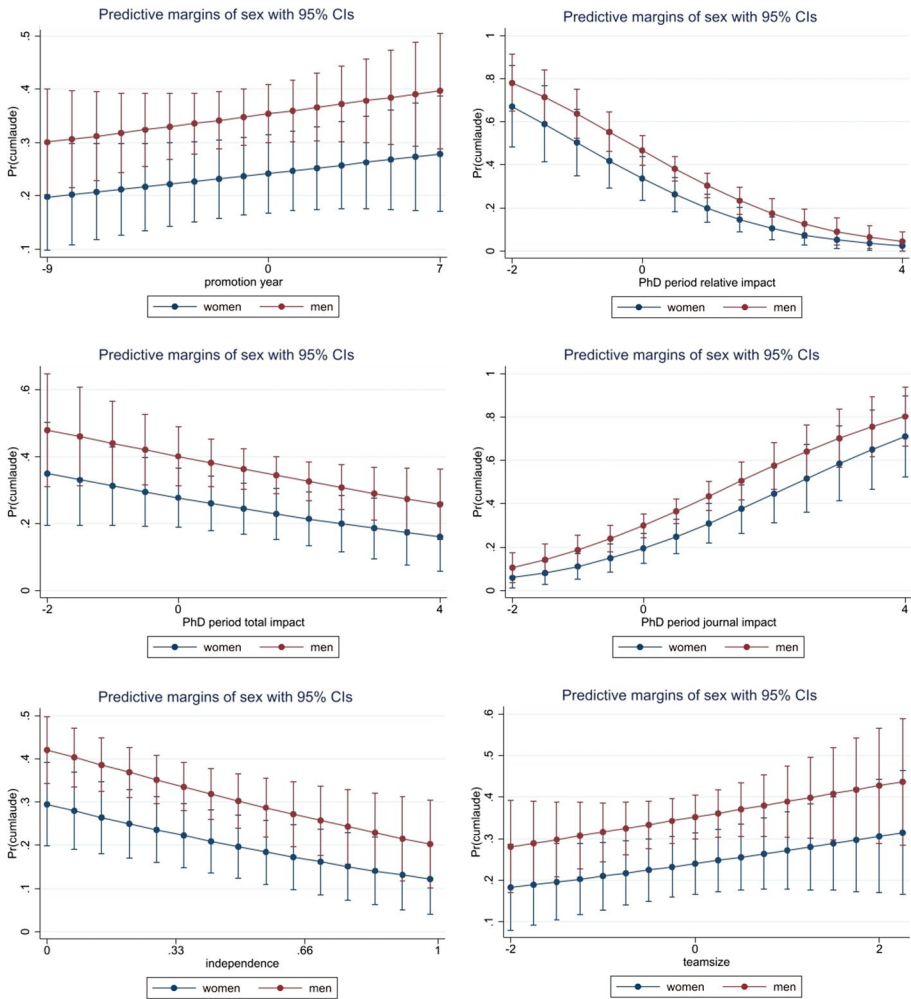 Predictive margins of sex with 95% CIs
Pr(cumlaude)
.5
.4
.3
.2
.1
-9 0 7
promotion year
women men
Predictive margins of sex with 95% CIs
Pr(cumlaude)
1
.8
.6
.4
.2
0
-2 0 4
PhD period relative impact
women men
Predictive margins of sex with 95% CIs
Pr(cumlaude)
.6
.4
.2
0
-2 0 4
PhD period total impact
women men
Predictive margins of sex with 95% CIs
Pr(cumlaude)
1
.8
.6
.4
.2
0
-2 0 4
PhD period journal impact
women men
Predictive margins of sex with 95% CIs
Pr(cumlaude)
.5
.4
.3
.2
.1
0
0 .33 .66 1
independence
women men
Predictive margins of sex with 95% CIs
Pr(cumlaude)
.6
.5
.4
.3
.2
.1
-2 0 2
teamsize
women men